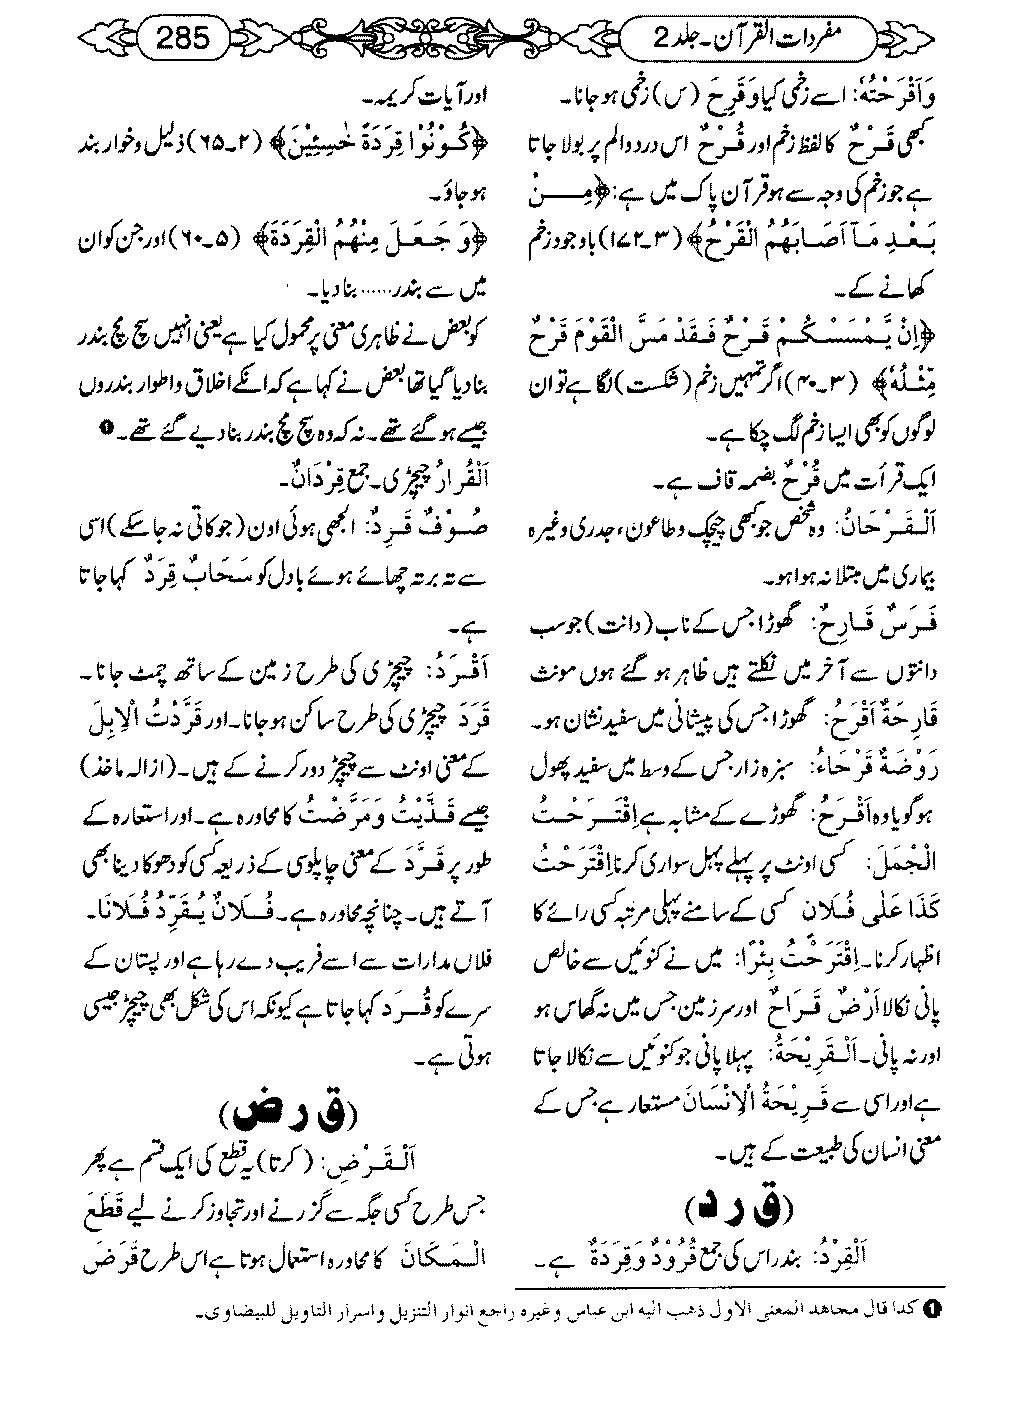 مفردات القرآن۔ جلد 2
285
وَاَقْرَحْتُہٗ: اسے زخمی کیا وَقَرِحَ (س) زخمی ہو جانا۔
کبھی قَرْحٌ کا لفظ زخم اور قُرْحٌ اس درد والم پر بولا جاتا
ہے جو زخم کی وجہ سے ہو قرآن پاک میں ہے: ﴿مِنْ
بَعْدِ مَآ اَصَابَهُمُ الْقَرْحُ﴾ (۳۔۱۷۲) باوجود زخم
کھانے کے۔
﴿اِنْ یَّمْسَسْكُمْ قَرْحٌ فَقَدْ مَسَّ الْقَوْمَ قَرْحٌ
مِّثْلُهٗ﴾ (۳۔۱۴۰) اگر تمہیں زخم (شکست) لگا ہے تو ان
لوگوں کو بھی ایسا زخم لگ چکا ہے۔
ایک قرأت میں قُرْحٌ بضمہ قاف ہے۔
اَلْقَرْحَانُ: وہ شخص جو کبھی چیچک وطاعون، جدری وغیرہ
بیماری میں مبتلا نہ ہوا ہو۔
فَرَسٌ قَارِحٌ: گھوڑا جس کے ناب (دانت) جو سب
دانتوں سے آخر میں نکلتے ہیں ظاہر ہو گئے ہوں مونث
قَارِحَةٌ اَقْرَحُ: گھوڑا جس کی پیشانی میں سفید نشان ہو۔
رَوْضَةٌ قَرْحَاءُ: سبزہ زار جس کے وسط میں سفید پھول
ہو گویا وہ اَقْرَحُ: گھوڑے کے مشابہ ہے اِقْتَرَحْتُ
الْجَمَلَ: کسی اونٹ پر پہلے پہل سواری کرنا اِقْتَرَحْتُ
كَذَا عَلٰى فُلَانٍ کسی کے سامنے پہلی مرتبہ کسی رائے کا
اظہار کرنا۔ اِقْتَرَحْتُ بِئْرًا: میں نے کنوئیں سے خالص
پانی نکالا اَرْضٌ قَرَاحٌ اور سرزمین جس میں نہ گھاس ہو
اور نہ پانی۔ اَلْقَرِیْحَةُ: پہلا پانی جو کنوئیں سے نکالا جاتا
ہے اور اسی سے قَرِیْحَةُ الْاِنْسَانَ مستعار ہے جس کے
معنی انسان کی طبیعت کے ہیں۔
(ق ر د)
اَلْقِرْدُ: بندر اس کی جمع قُرُوْدٌ وَقِرَدَةٌ ہے۔
اور آیات کریمہ۔
﴿كُوْنُوْا قِرَدَةً خٰسِئِیْنَ﴾ (۲۔۶۵) ذلیل وخوار بند
ہو جاؤ۔
﴿وَ جَعَلَ مِنْهُمُ الْقِرَدَةَ﴾ (۵۔۶۰) اور جن کو ان
میں سے بندر...... بنا دیا۔
کو بعض نے ظاہری معنی پر محمول کیا ہے یعنی انہیں سچ مچ بندر
بنا دیا گیا تھا بعض نے کہا ہے کہ انکے اخلاق واطوار بندروں
جیسے ہو گئے تھے۔ نہ کہ وہ سچ مچ بندر بنا دیے گئے تھے۔❶
اَلْقُرَارُ چیچڑی۔ جمع قِرْدَانٌ۔
صُوْفٌ قَرِدٌ: الجھی ہوئی اون (جو کاتی نہ جا سکے) اسی
سے تہ برتہ چھائے ہوئے بادل کو سَحَابٌ قِرَدٌ کہا جاتا
ہے۔
اَقْرَدُ: چیچڑی کی طرح زمین کے ساتھ چمٹ جانا۔
قَرَدَ چیچڑی کی طرح ساکن ہو جانا۔ اور قَرَّدْتُ الْاِبِلَ
کے معنی اونٹ سے چیچڑ دور کرنے کے ہیں۔ (ازالہ ماخذ)
جیسے قَذَّیْتُ وَمَرَّضْتُ کا محاورہ ہے۔ اور استعارہ کے
طور پر قَرَّدَ کے معنی چاپلوسی کے ذریعہ کسی کو دھوکا دینا بھی
آتے ہیں۔ چنانچہ محاورہ ہے۔ فُلَانٌ یُقَرِّدُ فُلَانًا۔
فلاں مدارات سے اسے فریب دے رہا ہے اور پستان کے
سرے کو قُرَد کہا جاتا ہے کیونکہ اس کی شکل بھی چیچڑ جیسی
ہوتی ہے۔
(ق ر ض)
اَلْقَرْضِ: (کرتا) یہ قطع کی ایک قسم ہے پھر
جس طرح کسی جگہ سے گزرنے اور تجاوز کرنے لیے قَطَعَ
الْمَكَانَ کا محاورہ استعمال ہوتا ہے اس طرح قَرَضَ
❶ كذا قال مجاهد المعنى الاول ذهب اليه ابن عباس وغيره راجع انوار التنزيل واسرار التاويل للبيضاوى۔